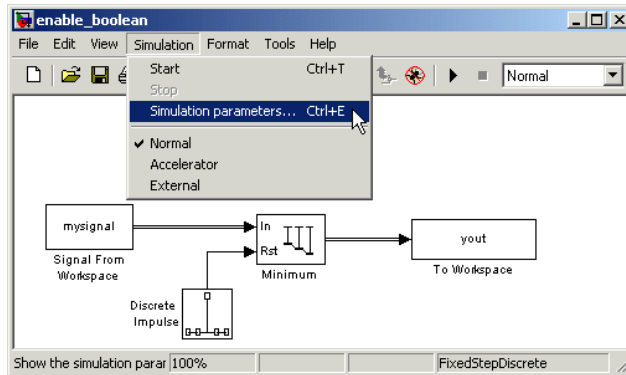 enable_boolean
File Edit View Simulation Format Tools Help
Normal
Start Ctrl+T
Stop
Simulation parameters... Ctrl+E
Normal
Accelerator
External
mysignal
Signal From
Workspace
In
Rst
Minimum
yout
To Workspace
Discrete
Impulse
Show the simulation parar 100% FixedStepDiscrete